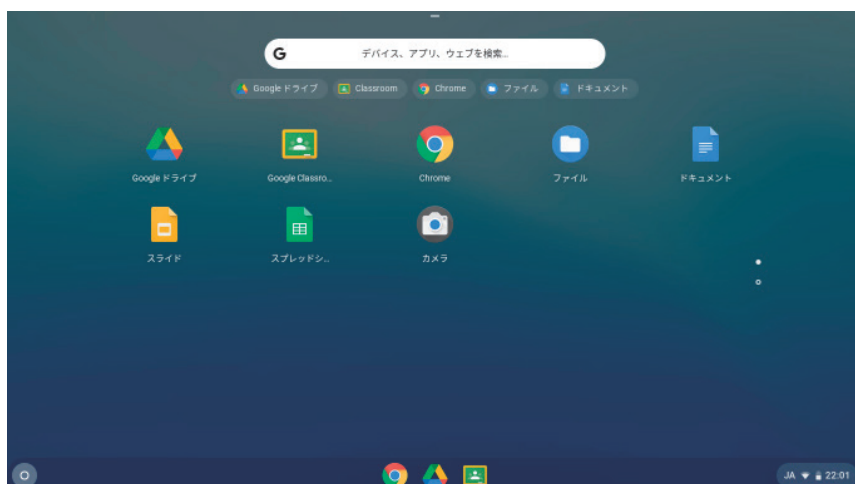 G デバイス、アプリ、ウェブを検索...
Google ドライブ Classroom Chrome ファイル ドキュメント
Google ドライブ Google Classro... Chrome ファイル ドキュメント
スライド スプレッドシ... カメラ
JA 22:01